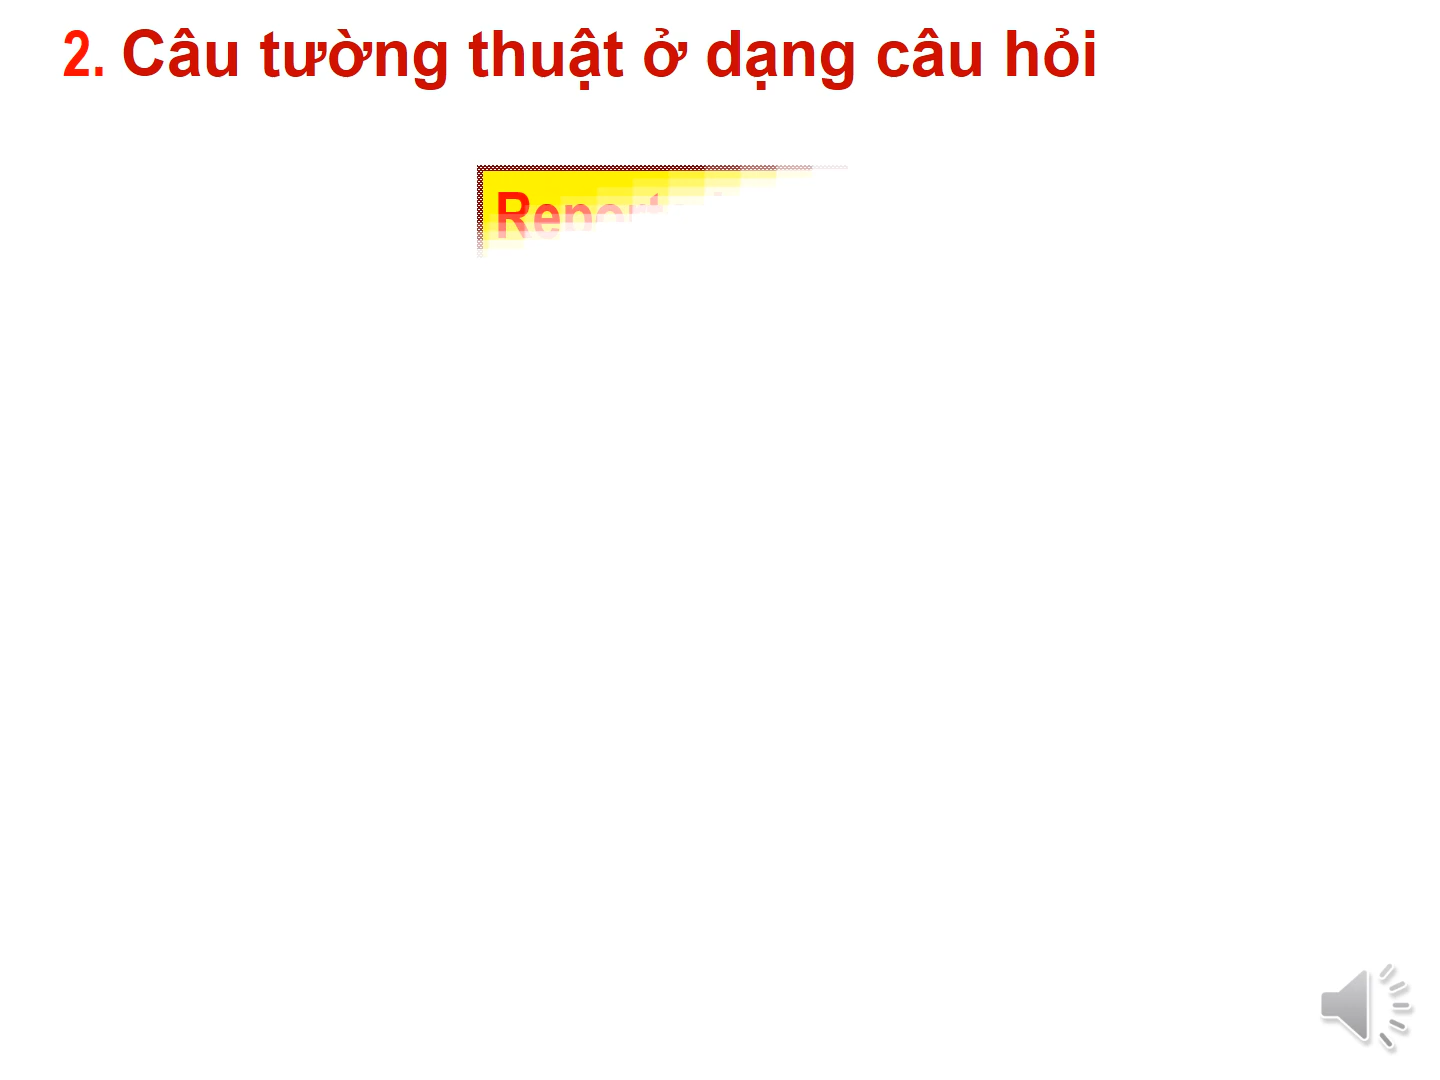 2. Câu tường thuật ở dạng câu hỏi